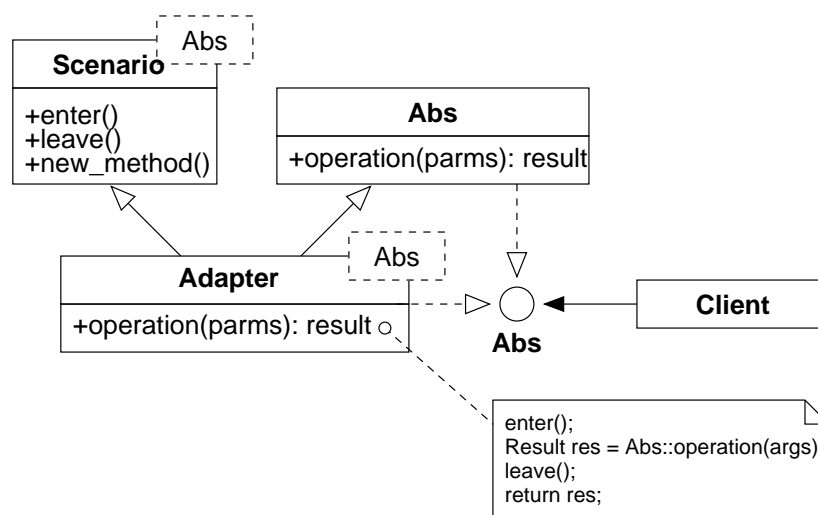 Abs
Scenario
+enter()
+leave()
+new_method()
Abs
+operation(parms): result
Abs
Adapter
+operation(parms): result
Abs
Client
enter();
Result res = Abs::operation(args)
leave();
return res;